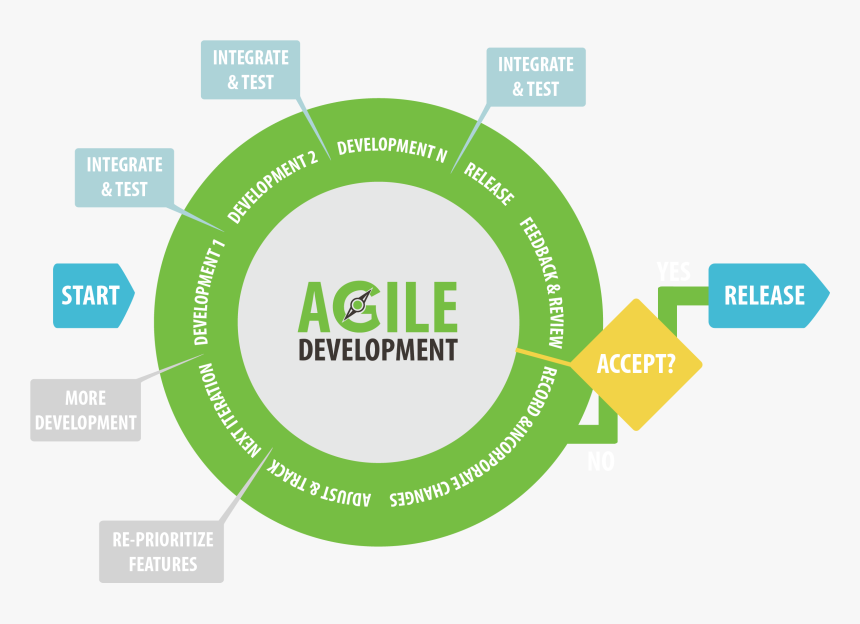 INTEGRATE
& TEST
INTEGRATE
& TEST
INTEGRATE
& TEST
START
DEVELOPMENT 1
DEVELOPMENT 2
DEVELOPMENT N
RELEASE
FEEDBACK & REVIEW
AGILE
DEVELOPMENT
YES
RELEASE
ACCEPT?
NO
RECORD &INCORPORATE CHANGES
ADJUST & TRACK
NEXT ITERATION
MORE
DEVELOPMENT
RE-PRIORITIZE
FEATURES